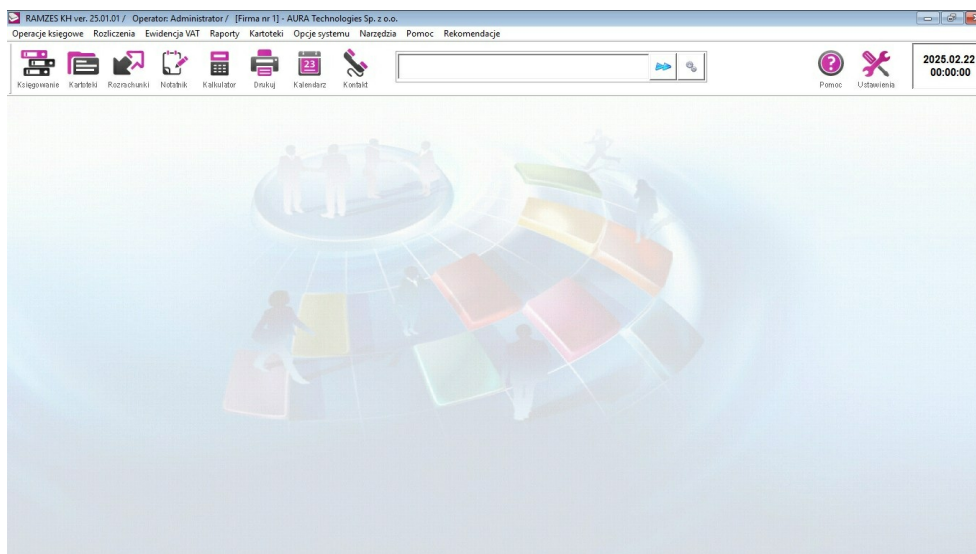 RAMZES KH ver. 25.01.01 / Operator: Administrator / [Firma nr 1] - AURA Technologies Sp. z o.o.
Operacje księgowe Rozliczenia Ewidencja VAT Raporty Kartoteki Opcje systemu Narzędzia Pomoc Rekomendacje
23
Księgowanie Kartoteki Rozrachunki Notatnik Kalkulator Drukuj Kalendarz Kontakt
?
Pomoc Ustawienia
2025.02.22
00:00:00